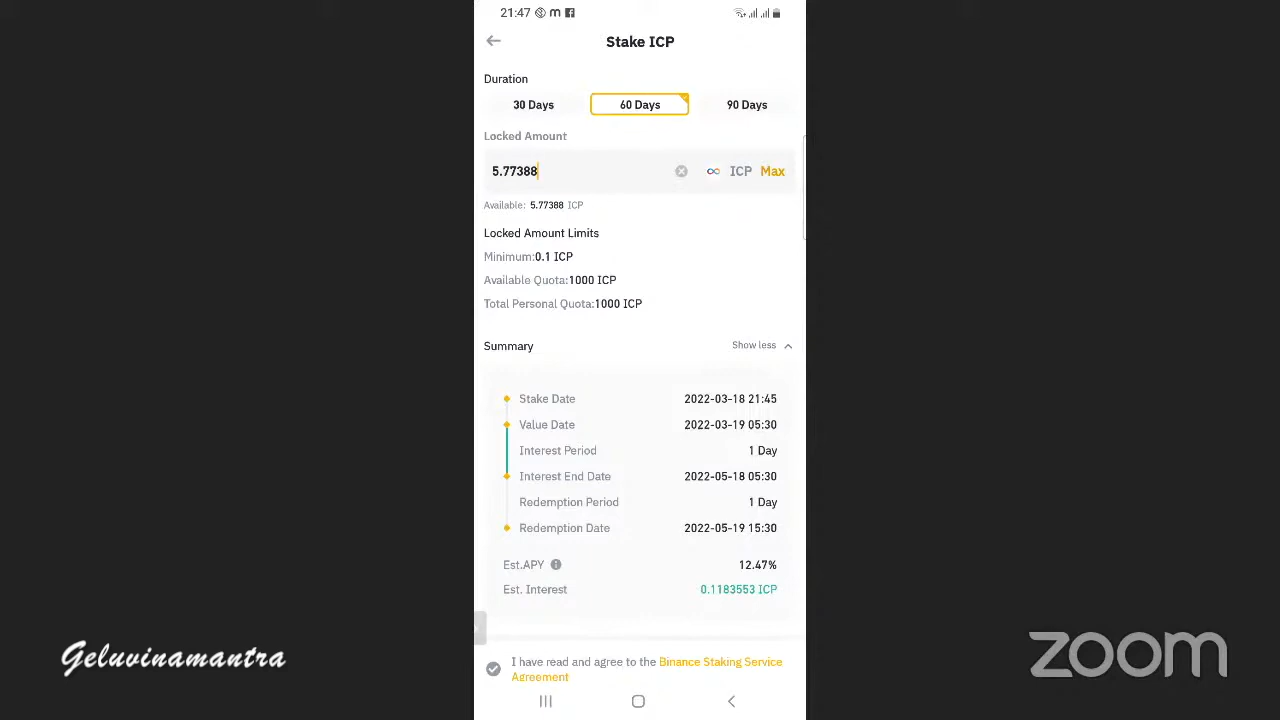 21:47
Stake ICP
Duration
30 Days 60 Days 90 Days
Locked Amount
5.77388 ICP Max
Available: 5.77388 ICP
Locked Amount Limits
Minimum:0.1 ICP
Available Quota:1000 ICP
Total Personal Quota:1000 ICP
Summary Show less
Stake Date 2022-03-18 21:45
Value Date 2022-03-19 05:30
Interest Period 1 Day
Interest End Date 2022-05-18 05:30
Redemption Period 1 Day
Redemption Date 2022-05-19 15:30
Est.APY 12.47%
Est. Interest 0.1183553 ICP
I have read and agree to the Binance Staking Service
Agreement
Geluvinamantra
zoom